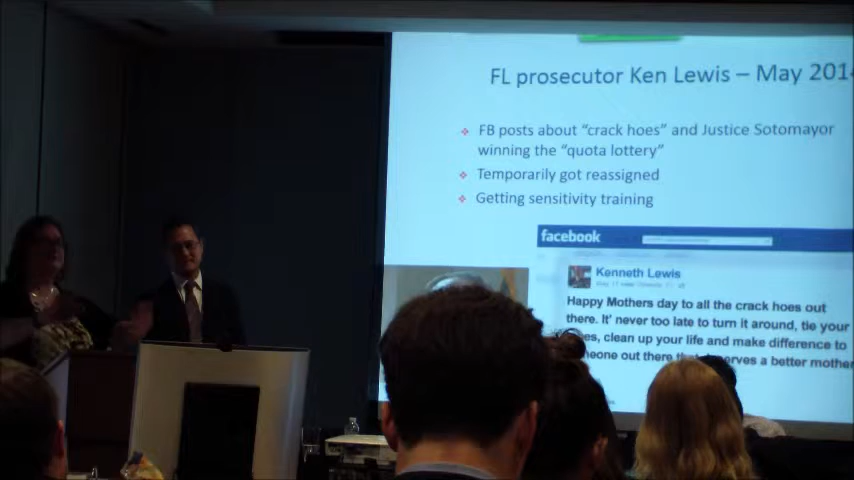 FL prosecutor Ken Lewis – May 2014
FB posts about "crack hoes" and Justice Sotomayor
winning the "quota lottery"
Temporarily got reassigned
Getting sensitivity training
facebook
Kenneth Lewis
Happy Mothers day to all the crack hoes out
there. It' never too late to turn it around, tie your
clean up your life and make difference to
out there that deserves a better mother